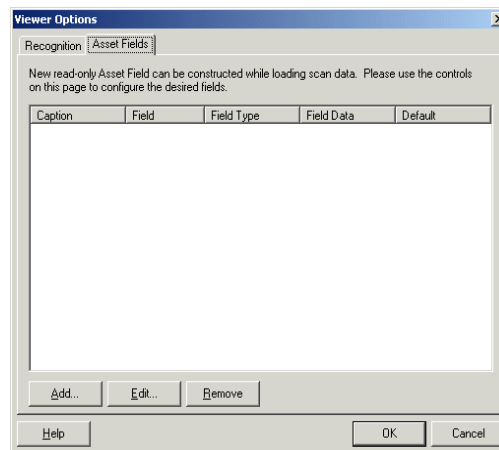 Viewer Options
Recognition Asset Fields
New read-only Asset Field can be constructed while loading scan data. Please use the controls
on this page to configure the desired fields.
Caption Field Field Type Field Data Default
Add... Edit... Remove
Help OK Cancel